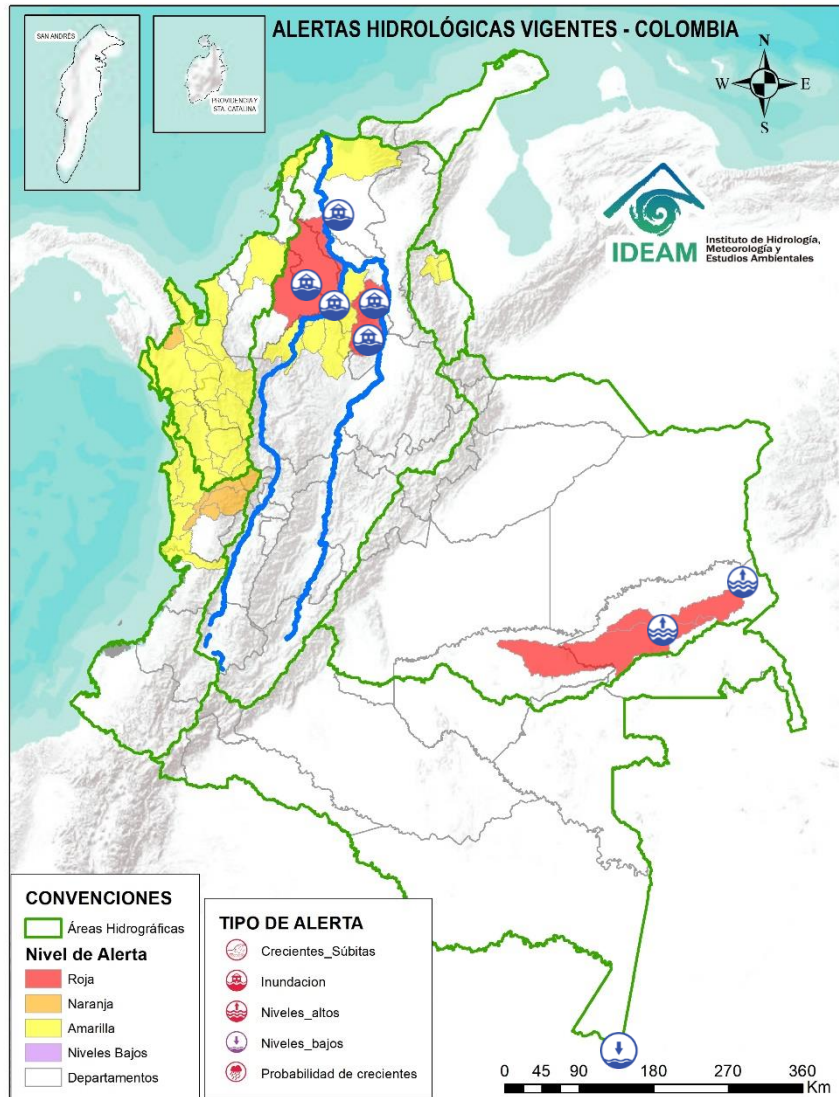 ALERTAS HIDROLÓGICAS VIGENTES - COLOMBIA
SAN ANDRÉS
PROVIDENCIA Y
STA. CATALINA
N
W
E
S
IDEAM
Instituto de Hidrología,
Meteorología y
Estudios Ambientales
CONVENCIONES
Áreas Hidrográficas
Nivel de Alerta
Roja
Naranja
Amarilla
Niveles Bajos
Departamentos
TIPO DE ALERTA
Crecientes_Súbitas
Inundacion
Niveles_altos
Niveles_bajos
Probabilidad de crecientes
0 45 90 180 270 360
Km